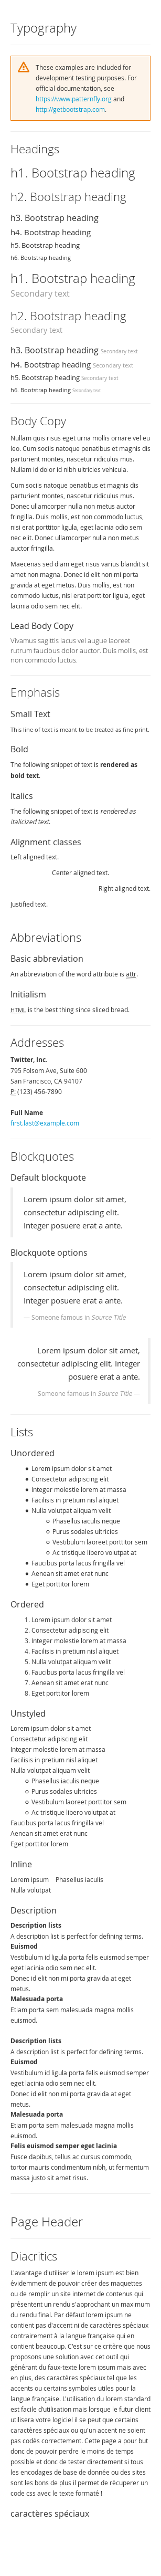 Typography
These examples are included for
development testing purposes. For
official documentation, see
https://www.patternfly.org and
http://getbootstrap.com.
Headings
h1. Bootstrap heading
h2. Bootstrap heading
h3. Bootstrap heading
h4. Bootstrap heading
h5. Bootstrap heading
h6. Bootstrap heading
h1. Bootstrap heading
Secondary text
h2. Bootstrap heading
Secondary text
h3. Bootstrap heading Secondary text
h4. Bootstrap heading Secondary text
h5. Bootstrap heading Secondary text
h6. Bootstrap heading Secondary text
Body Copy
Nullam quis risus eget urna mollis ornare vel eu
leo. Cum sociis natoque penatibus et magnis dis
parturient montes, nascetur ridiculus mus.
Nullam id dolor id nibh ultricies vehicula.
Cum sociis natoque penatibus et magnis dis
parturient montes, nascetur ridiculus mus.
Donec ullamcorper nulla non metus auctor
fringilla. Duis mollis, est non commodo luctus,
nisi erat porttitor ligula, eget lacinia odio sem
nec elit. Donec ullamcorper nulla non metus
auctor fringilla.
Maecenas sed diam eget risus varius blandit sit
amet non magna. Donec id elit non mi porta
gravida at eget metus. Duis mollis, est non
commodo luctus, nisi erat porttitor ligula, eget
lacinia odio sem nec elit.
Lead Body Copy
Vivamus sagittis lacus vel augue laoreet
rutrum faucibus dolor auctor. Duis mollis, est
non commodo luctus.
Emphasis
Small Text
This line of text is meant to be treated as fine print.
Bold
The following snippet of text is rendered as
bold text.
Italics
The following snippet of text is rendered as
italicized text.
Alignment classes
Left aligned text.
Center aligned text.
Right aligned text.
Justified text.
Abbreviations
Basic abbreviation
An abbreviation of the word attribute is attr.
Initialism
HTML is the best thing since sliced bread.
Addresses
Twitter, Inc.
795 Folsom Ave, Suite 600
San Francisco, CA 94107
P: (123) 456-7890
Full Name
first.last@example.com
Blockquotes
Default blockquote
Lorem ipsum dolor sit amet,
consectetur adipiscing elit.
Integer posuere erat a ante.
Blockquote options
Lorem ipsum dolor sit amet,
consectetur adipiscing elit.
Integer posuere erat a ante.
— Someone famous in Source Title
Lorem ipsum dolor sit amet,
consectetur adipiscing elit. Integer
posuere erat a ante.
Someone famous in Source Title —
Lists
Unordered
Lorem ipsum dolor sit amet
Consectetur adipiscing elit
Integer molestie lorem at massa
Facilisis in pretium nisl aliquet
Nulla volutpat aliquam velit
Phasellus iaculis neque
Purus sodales ultricies
Vestibulum laoreet porttitor sem
Ac tristique libero volutpat at
Faucibus porta lacus fringilla vel
Aenean sit amet erat nunc
Eget porttitor lorem
Ordered
1. Lorem ipsum dolor sit amet
2. Consectetur adipiscing elit
3. Integer molestie lorem at massa
4. Facilisis in pretium nisl aliquet
5. Nulla volutpat aliquam velit
6. Faucibus porta lacus fringilla vel
7. Aenean sit amet erat nunc
8. Eget porttitor lorem
Unstyled
Lorem ipsum dolor sit amet
Consectetur adipiscing elit
Integer molestie lorem at massa
Facilisis in pretium nisl aliquet
Nulla volutpat aliquam velit
Phasellus iaculis neque
Purus sodales ultricies
Vestibulum laoreet porttitor sem
Ac tristique libero volutpat at
Faucibus porta lacus fringilla vel
Aenean sit amet erat nunc
Eget porttitor lorem
Inline
Lorem ipsum Phasellus iaculis
Nulla volutpat
Description
Description lists
A description list is perfect for defining terms.
Euismod
Vestibulum id ligula porta felis euismod semper
eget lacinia odio sem nec elit.
Donec id elit non mi porta gravida at eget
metus.
Malesuada porta
Etiam porta sem malesuada magna mollis
euismod.
Description lists
A description list is perfect for defining terms.
Euismod
Vestibulum id ligula porta felis euismod semper
eget lacinia odio sem nec elit.
Donec id elit non mi porta gravida at eget
metus.
Malesuada porta
Etiam porta sem malesuada magna mollis
euismod.
Felis euismod semper eget lacinia
Fusce dapibus, tellus ac cursus commodo,
tortor mauris condimentum nibh, ut fermentum
massa justo sit amet risus.
Page Header
Diacritics
L'avantage d'utiliser le lorem ipsum est bien
évidemment de pouvoir créer des maquettes
ou de remplir un site internet de contenus qui
présentent un rendu s'approchant un maximum
du rendu final. Par défaut lorem ipsum ne
contient pas d'accent ni de caractères spéciaux
contrairement à la langue française qui en
contient beaucoup. C'est sur ce critère que nous
proposons une solution avec cet outil qui
générant du faux-texte lorem ipsum mais avec
en plus, des caractères spéciaux tel que les
accents ou certains symboles utiles pour la
langue française. L'utilisation du lorem standard
est facile d'utilisation mais lorsque le futur client
utilisera votre logiciel il se peut que certains
caractères spéciaux ou qu'un accent ne soient
pas codés correctement. Cette page a pour but
donc de pouvoir perdre le moins de temps
possible et donc de tester directement si tous
les encodages de base de donnée ou des sites
sont les bons de plus il permet de récuperer un
code css avec le texte formaté !
caractères spéciaux